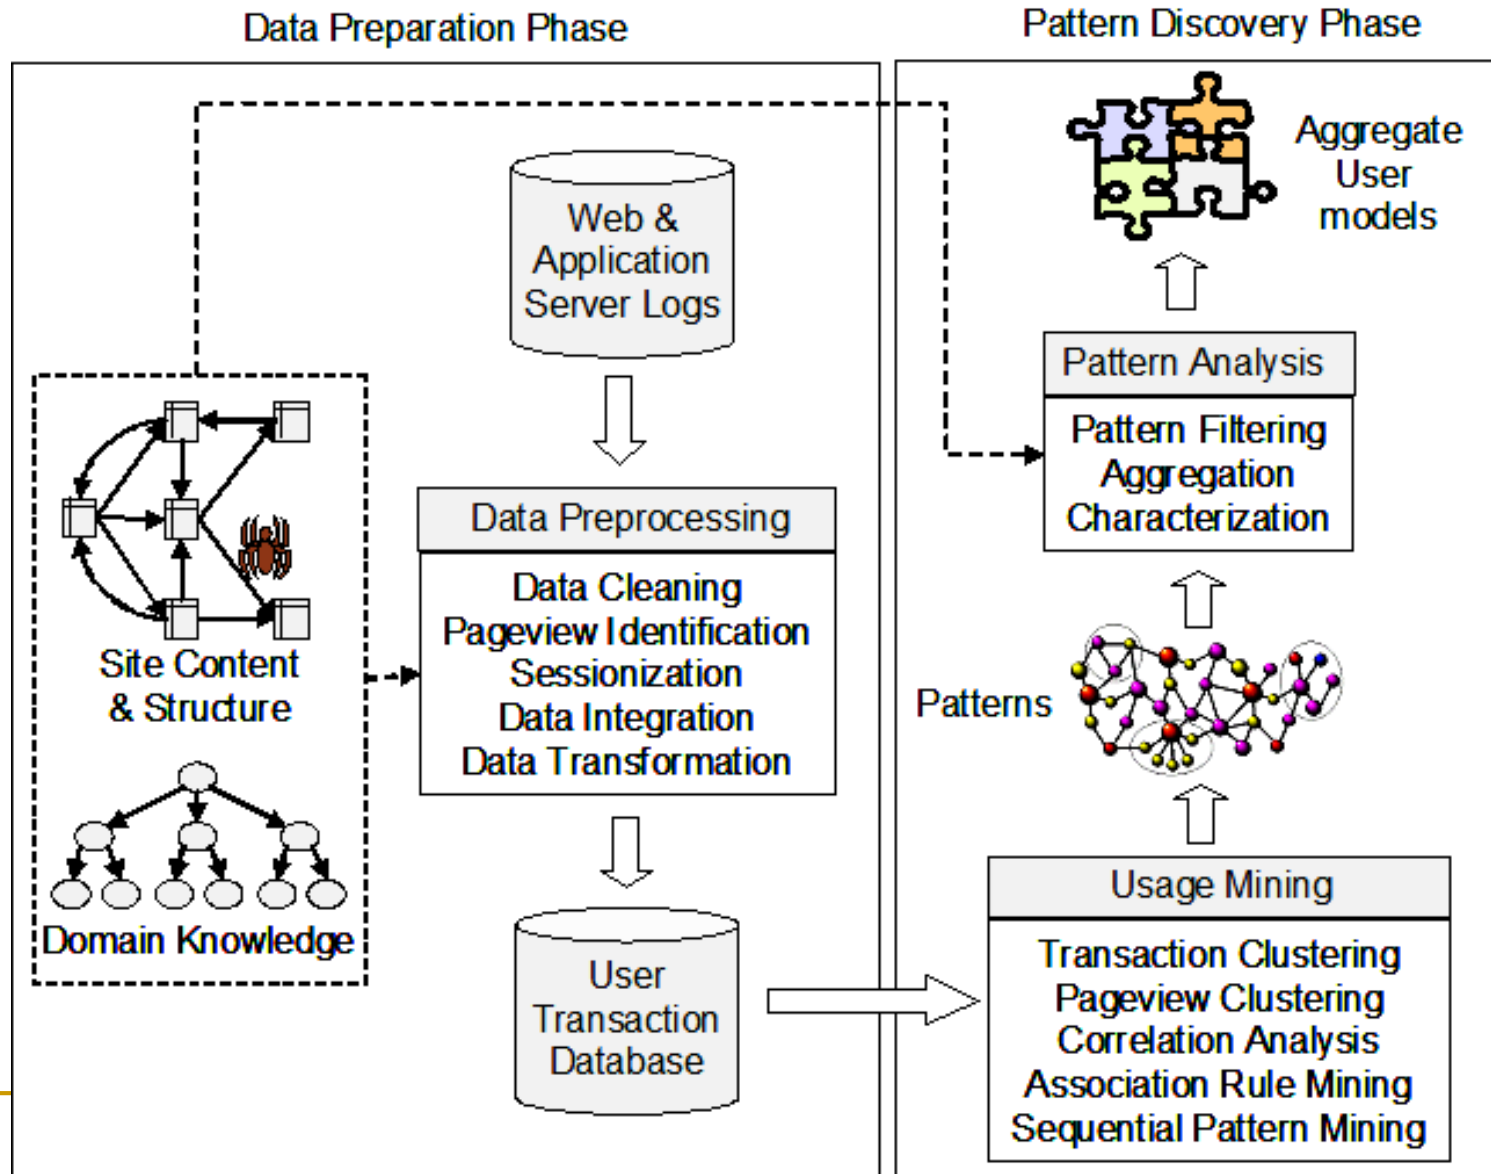 Data Preparation Phase
Pattern Discovery Phase
Web &
Application
Server Logs
Data Preprocessing
Data Cleaning
Pageview Identification
Sessionization
Data Integration
Data Transformation
Site Content
& Structure
Domain Knowledge
User
Transaction
Database
Aggregate
User
models
Pattern Analysis
Pattern Filtering
Aggregation
Characterization
Patterns
Usage Mining
Transaction Clustering
Pageview Clustering
Correlation Analysis
Association Rule Mining
Sequential Pattern Mining